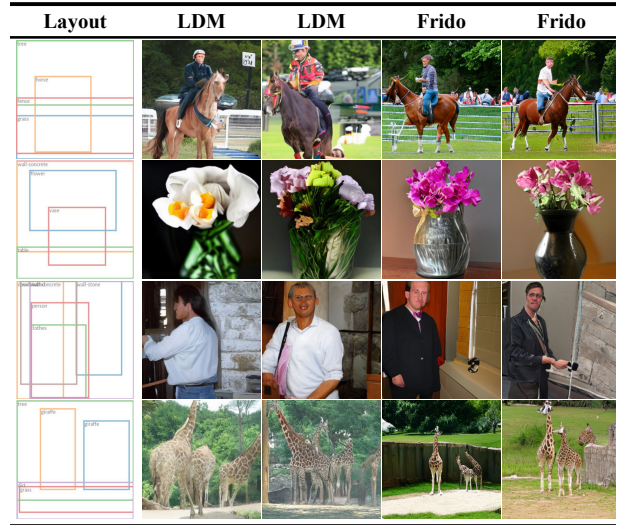 Layout LDM LDM Frido Frido
tree
horse
fence
grass
wall-concrete
flower
vase
table
wall-stone
person
clothes
tree
giraffe
giraffe
grass